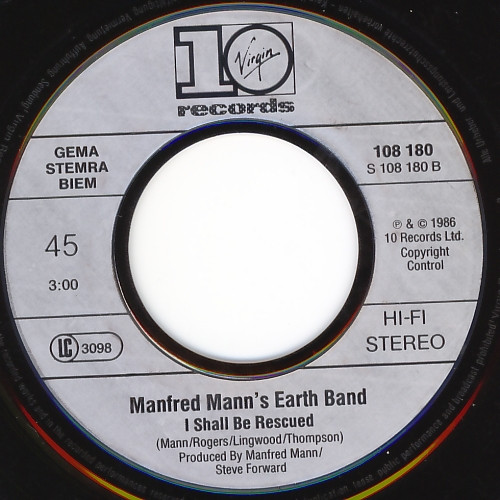 10
Virgin
records
GEMA
STEMRA
BIEM
108 180
S 108 180 B
45
3:00
℗ & © 1986
10 Records Ltd.
Copyright
Control
LC 3098
HI-FI
STEREO
Manfred Mann's Earth Band
I Shall Be Rescued
(Mann/Rogers/Lingwood/Thompson)
Produced by Manfred Mann/
Steve Forward